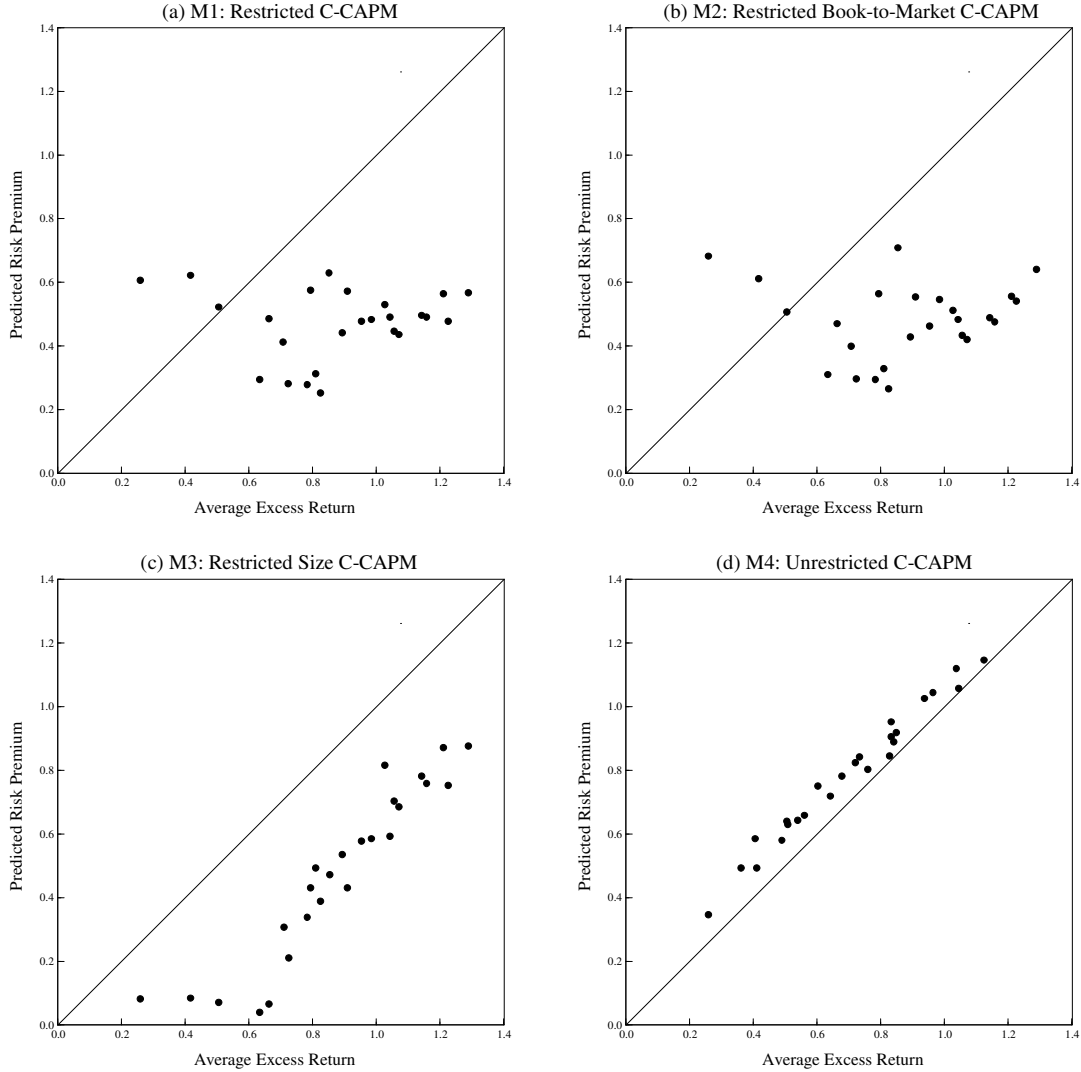 (a) M1: Restricted C-CAPM
1.4
1.2
1.0
0.8
0.6
0.4
0.2
0.0
Predicted Risk Premium
0.0 0.2 0.4 0.6 0.8 1.0 1.2 1.4
Average Excess Return
(b) M2: Restricted Book-to-Market C-CAPM
1.4
1.2
1.0
0.8
0.6
0.4
0.2
0.0
Predicted Risk Premium
0.0 0.2 0.4 0.6 0.8 1.0 1.2 1.4
Average Excess Return
(c) M3: Restricted Size C-CAPM
1.4
1.2
1.0
0.8
0.6
0.4
0.2
0.0
Predicted Risk Premium
0.0 0.2 0.4 0.6 0.8 1.0 1.2 1.4
Average Excess Return
(d) M4: Unrestricted C-CAPM
1.4
1.2
1.0
0.8
0.6
0.4
0.2
0.0
Predicted Risk Premium
0.0 0.2 0.4 0.6 0.8 1.0 1.2 1.4
Average Excess Return